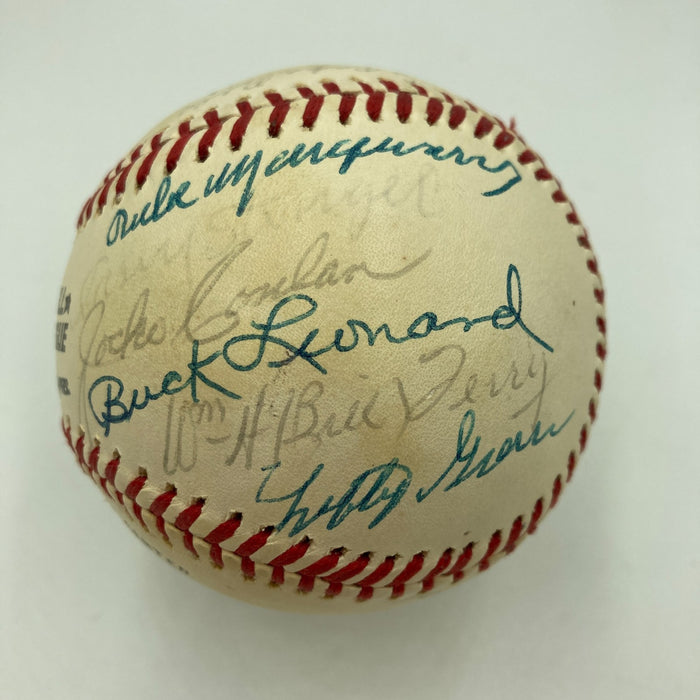 Rube Marquard
Jocko Conlan
Buck Leonard
Wm-H (Bill) Terry
Lefty Grove